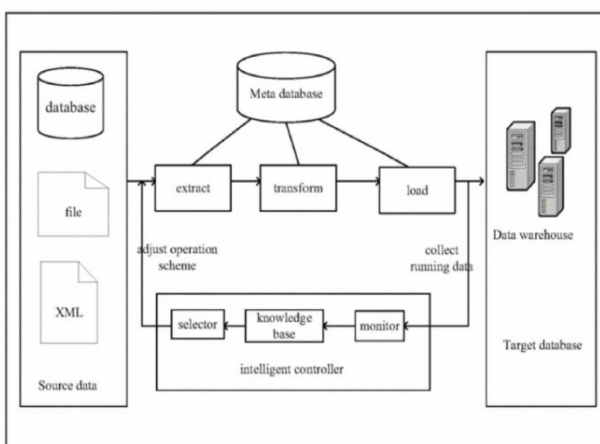 database
file
XML
Source data
Meta database
extract
transform
load
adjust operation
scheme
collect
running data
selector
knowledge
base
monitor
intelligent controller
Data warehouse
Target database